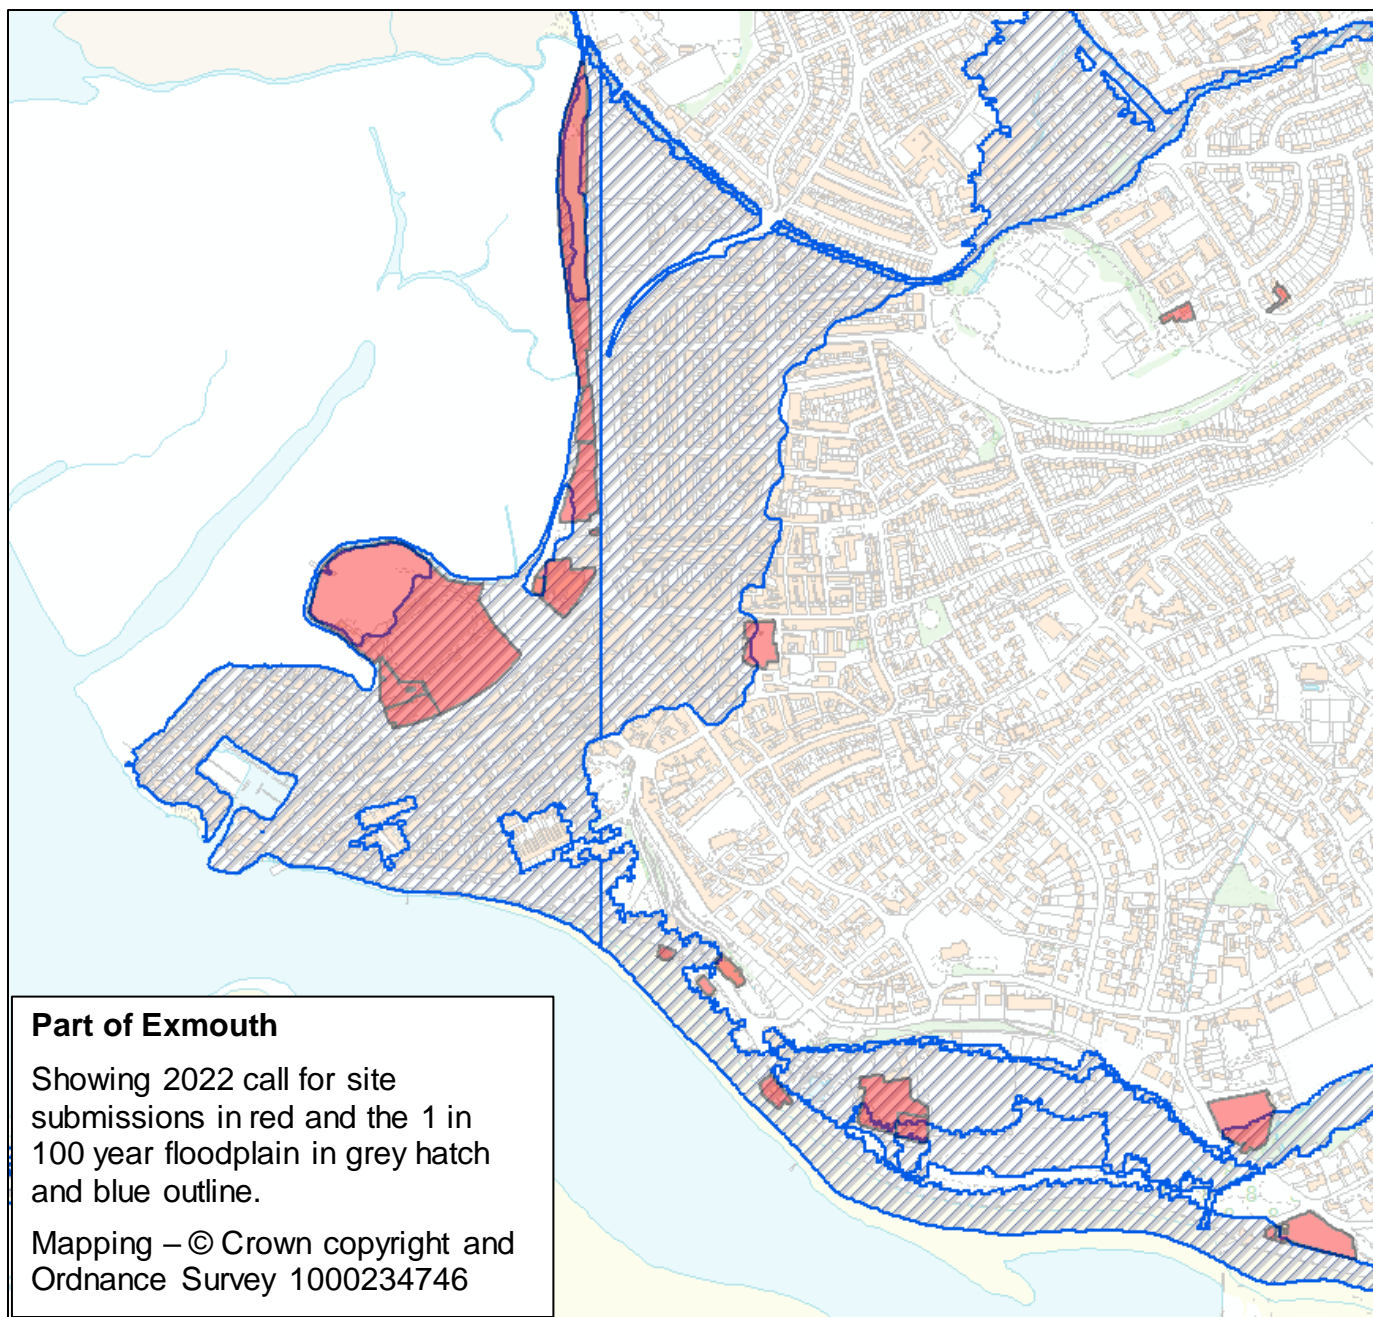 Part of Exmouth
Showing 2022 call for site
submissions in red and the 1 in
100 year floodplain in grey hatch
and blue outline.
Mapping – © Crown copyright and
Ordnance Survey 1000234746